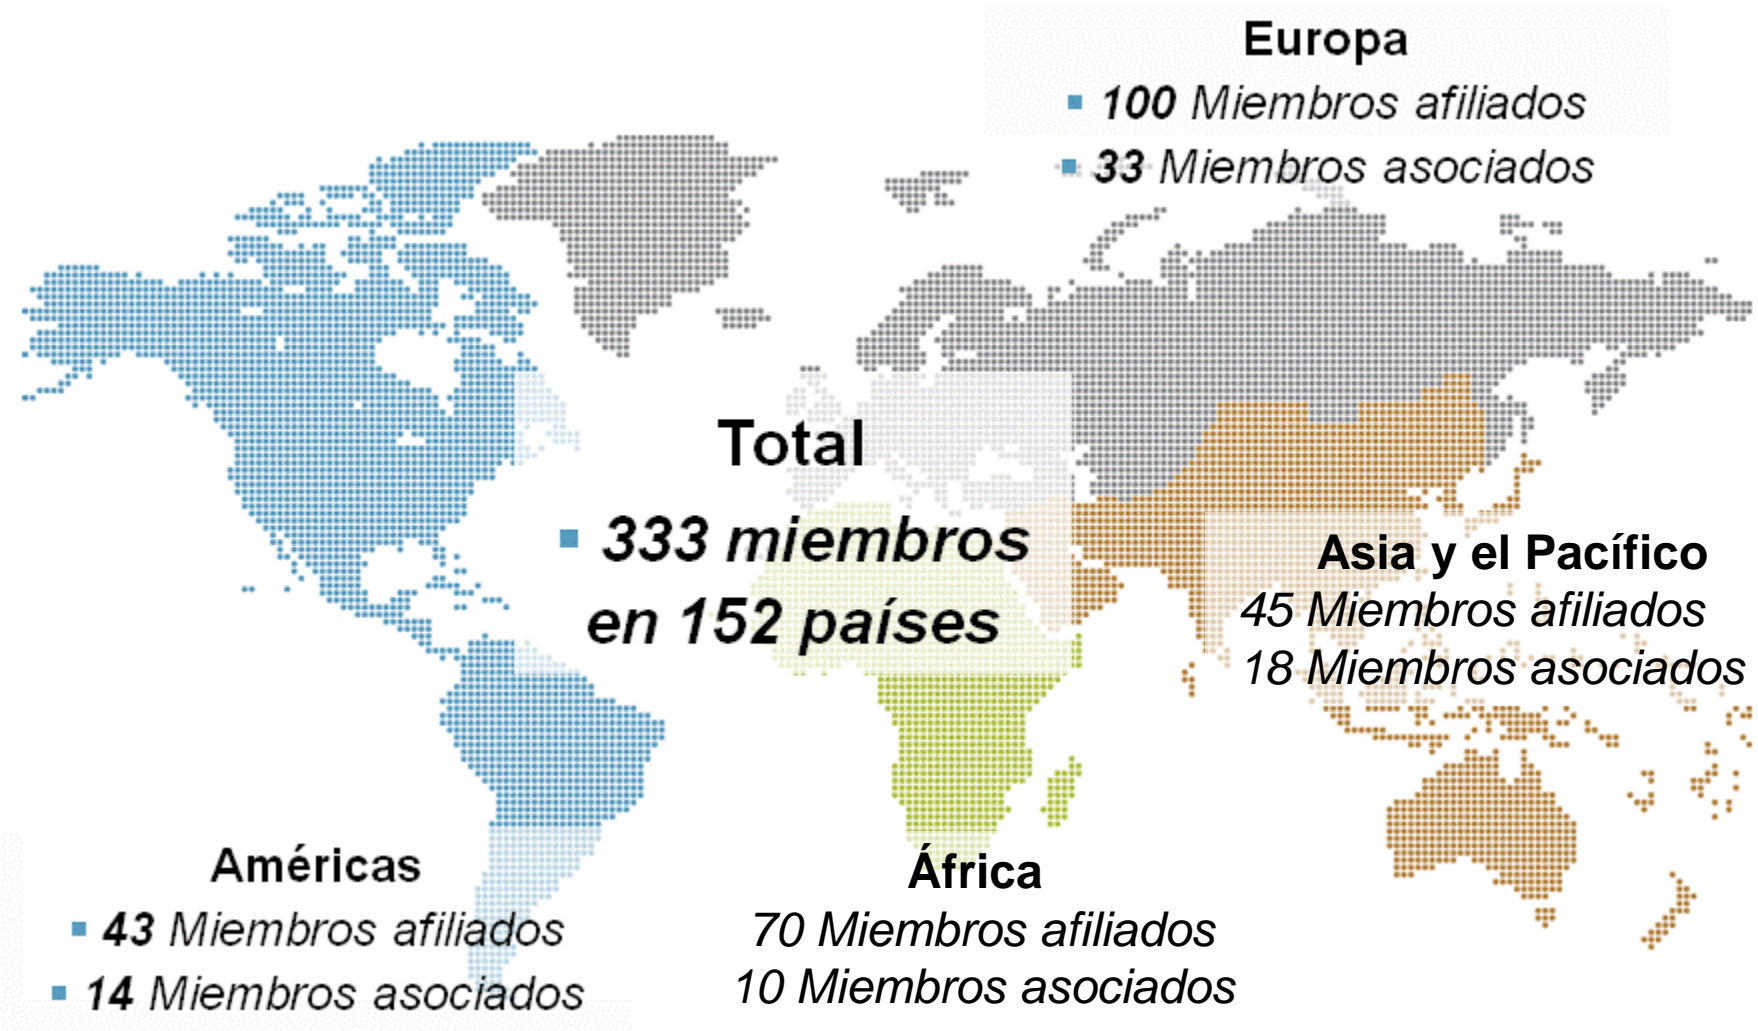 Europa
▪ 100 Miembros afiliados
▪ 33 Miembros asociados
Total
▪ 333 miembros
en 152 países
Asia y el Pacífico
45 Miembros afiliados
18 Miembros asociados
Américas
▪ 43 Miembros afiliados
▪ 14 Miembros asociados
África
70 Miembros afiliados
10 Miembros asociados